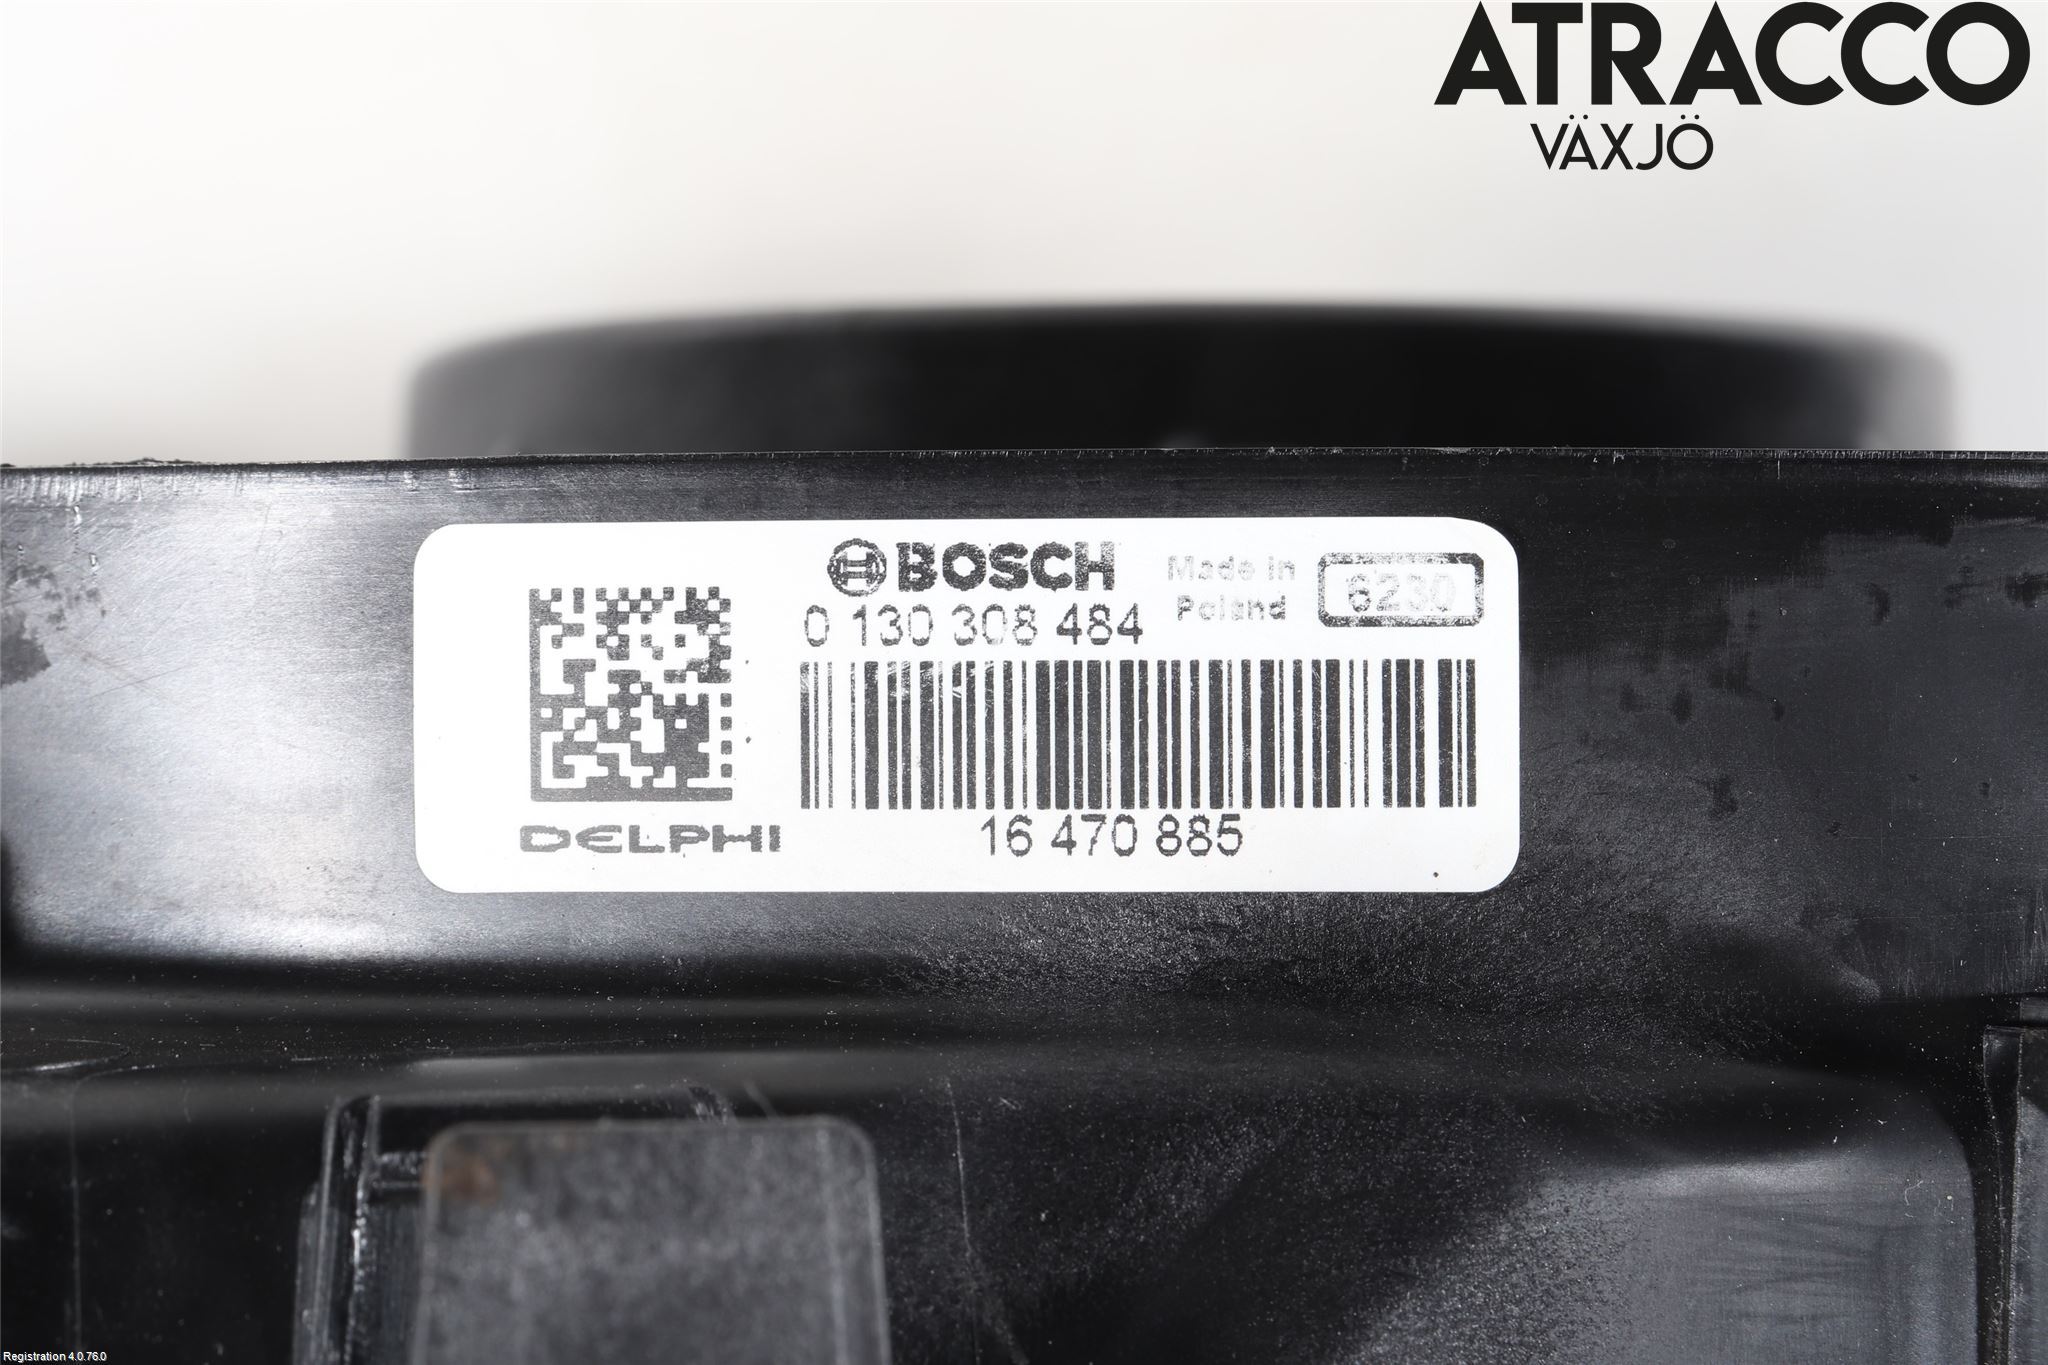 ATRACCO
VÄXJÖ
BOSCH
Made in
Poland
6230
0 130 308 484
DELPHI
16 470 885
Registration 4.0.76.0